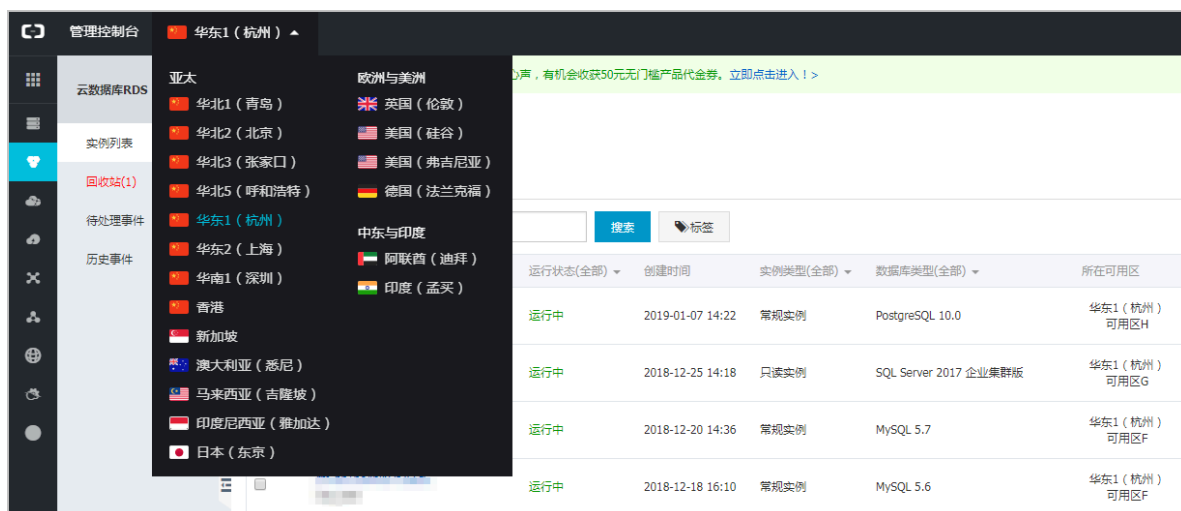 管理控制台
华东1 ( 杭州 )
云数据库RDS
实例列表
回收站(1)
待处理事件
历史事件
亚太
华北1 ( 青岛 )
华北2 ( 北京 )
华北3 ( 张家口 )
华北5 ( 呼和浩特 )
华东1 ( 杭州 )
华东2 ( 上海 )
华南1 ( 深圳 )
香港
新加坡
澳大利亚 ( 悉尼 )
马来西亚 ( 吉隆坡 )
印度尼西亚 ( 雅加达 )
日本 ( 东京 )
欧洲与美洲
英国 ( 伦敦 )
美国 ( 硅谷 )
美国 ( 弗吉尼亚 )
德国 ( 法兰克福 )
中东与印度
阿联酋 ( 迪拜 )
印度 ( 孟买 )
声 , 有机会收获50元无门槛产品代金券。立即点击进入 ! >
搜索 标签
运行状态(全部) 创建时间 实例类型(全部) 数据库类型(全部) 所在可用区
运行中 2019-01-07 14:22 常规实例 PostgreSQL 10.0 华东1 ( 杭州 )
可用区H
运行中 2018-12-25 14:18 只读实例 SQL Server 2017 企业集群版 华东1 ( 杭州 )
可用区G
运行中 2018-12-20 14:36 常规实例 MySQL 5.7 华东1 ( 杭州 )
可用区F
运行中 2018-12-18 16:10 常规实例 MySQL 5.6 华东1 ( 杭州 )
可用区F